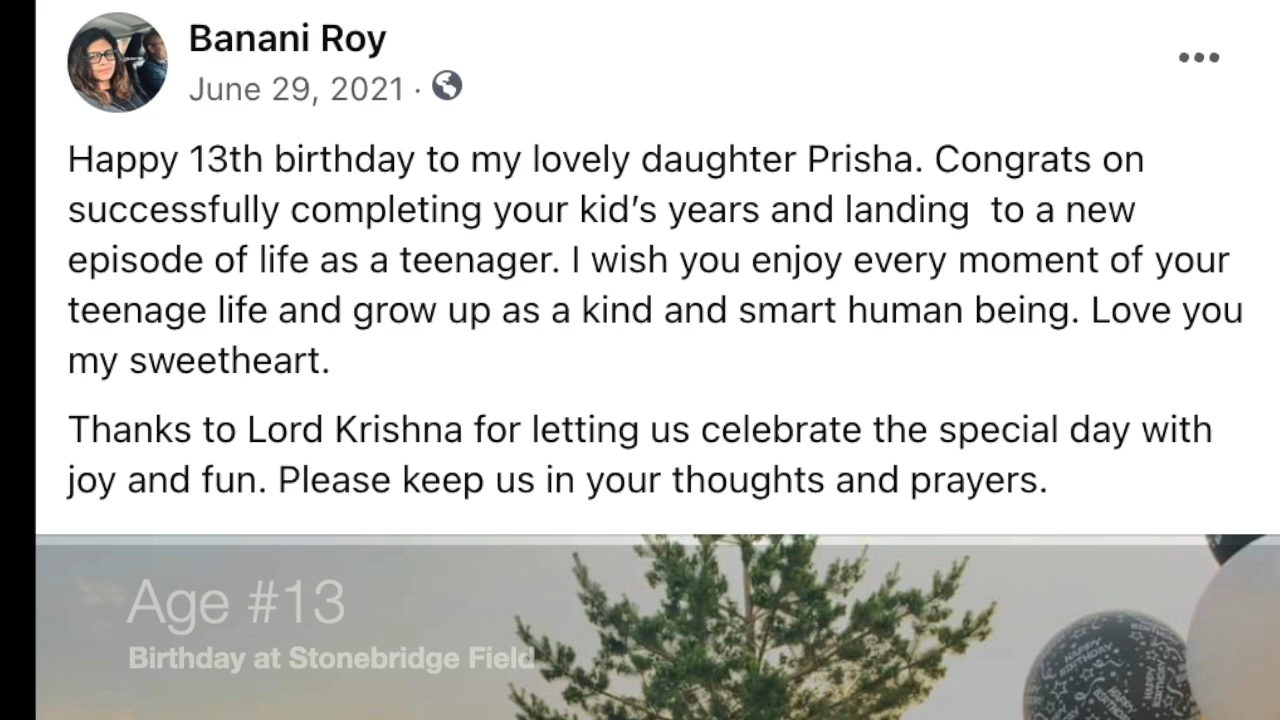 Banani Roy
June 29, 2021 ·
Happy 13th birthday to my lovely daughter Prisha. Congrats on
successfully completing your kid's years and landing  to a new
episode of life as a teenager. I wish you enjoy every moment of your
teenage life and grow up as a kind and smart human being. Love you
my sweetheart.
Thanks to Lord Krishna for letting us celebrate the special day with
joy and fun. Please keep us in your thoughts and prayers.
Age #13
Birthday at Stonebridge Field
HAPPY
BIRTHDAY